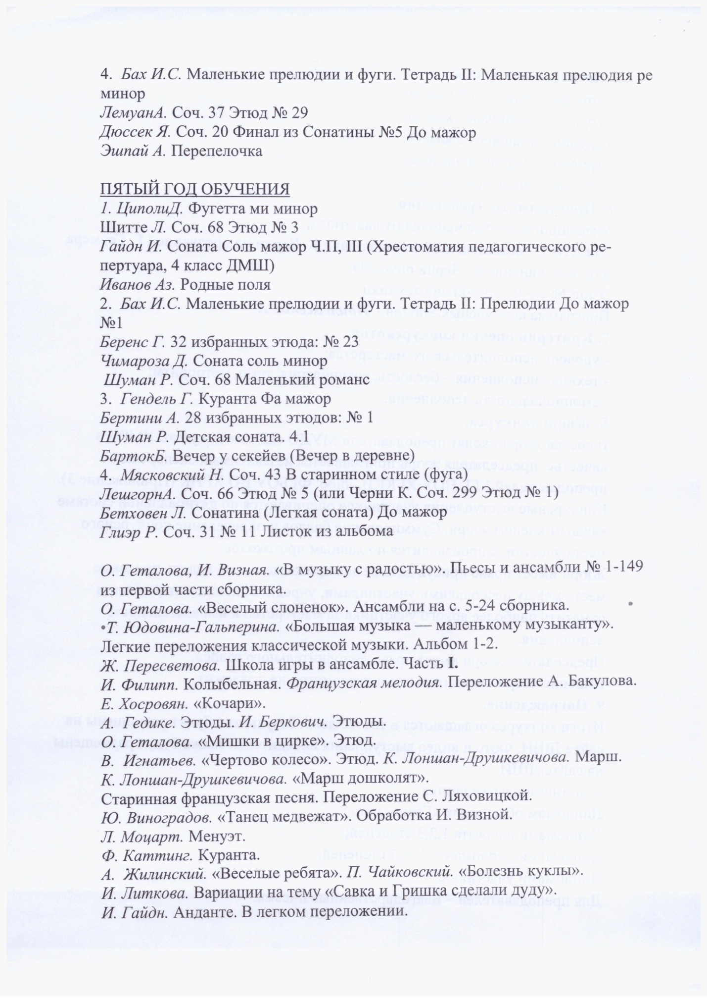 4. Бах И.С. Маленькие прелюдии и фуги. Тетрадь II: Маленькая прелюдия ре
минор
ЛемуанА. Соч. 37 Этюд № 29
Дюссек Я. Соч. 20 Финал из Сонатины №5 До мажор
Эшпай А. Перепелочка
ПЯТЫЙ ГОД ОБУЧЕНИЯ
1. ЦиполиД. Фугетта ми минор
Шитте Л. Соч. 68 Этюд № 3
Гайдн И. Соната Соль мажор Ч.П, III (Хрестоматия педагогического ре-
пертуара, 4 класс ДМШ)
Иванов Аз. Родные поля
2. Бах И.С. Маленькие прелюдии и фуги. Тетрадь II: Прелюдии До мажор
№1
Беренс Г. 32 избранных этюда: № 23
Чимароза Д. Соната соль минор
Шуман Р. Соч. 68 Маленький романс
3. Гендель Г. Куранта Фа мажор
Бертини А. 28 избранных этюдов: № 1
Шуман Р. Детская соната. 4.1
БартокБ. Вечер у секейев (Вечер в деревне)
4. Мясковский Н. Соч. 43 В старинном стиле (фуга)
ЛешгорнА. Соч. 66 Этюд № 5 (или Черни К. Соч. 299 Этюд № 1)
Бетховен Л. Сонатина (Легкая соната) До мажор
Глиэр Р. Соч. 31 № 11 Листок из альбома
О. Геталова, И. Визная. «В музыку с радостью». Пьесы и ансамбли № 1-149
из первой части сборника.
О. Геталова. «Веселый слоненок». Ансамбли на с. 5-24 сборника.
•Т. Юдовина-Гальперина. «Большая музыка — маленькому музыканту».
Легкие переложения классической музыки. Альбом 1-2.
Ж. Пересветова. Школа игры в ансамбле. Часть I.
И. Филипп. Колыбельная. Французская мелодия. Переложение А. Бакулова.
Е. Хосровян. «Кочари».
А. Гедике. Этюды. И. Беркович. Этюды.
О. Геталова. «Мишки в цирке». Этюд.
В. Игнатьев. «Чертово колесо». Этюд. К. Лоншан-Друшкевичова. Марш.
К. Лоншан-Друшкевичова. «Марш дошколят».
Старинная французская песня. Переложение С. Ляховицкой.
Ю. Виноградов. «Танец медвежат». Обработка И. Визной.
Л. Моцарт. Менуэт.
Ф. Каттинг. Куранта.
А. Жилинский. «Веселые ребята». П. Чайковский. «Болезнь куклы».
И. Литкова. Вариации на тему «Савка и Гришка сделали дуду».
И. Гайдн. Анданте. В легком переложении.